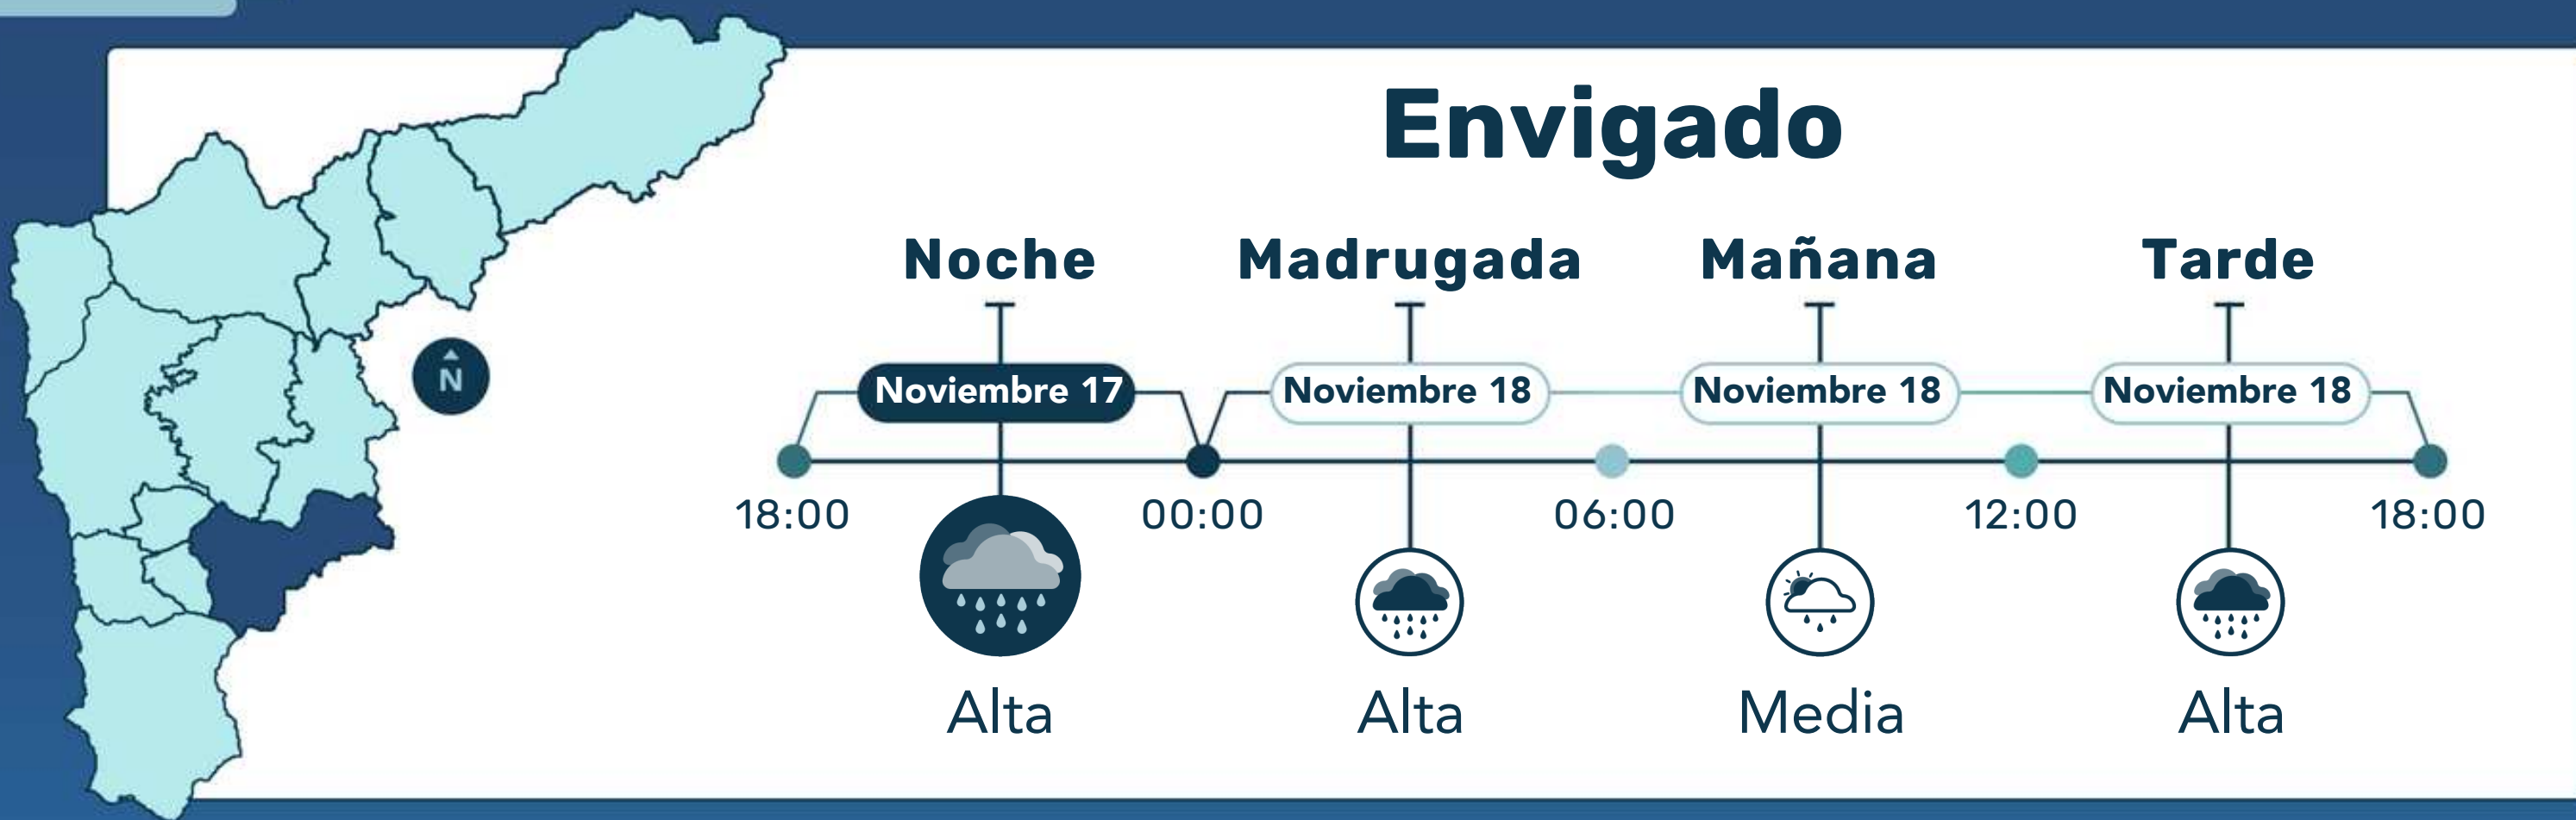 Envigado
Noche
Madrugada
Mañana
Tarde
Noviembre 17
Noviembre 18
Noviembre 18
Noviembre 18
N
18:00
00:00
06:00
12:00
18:00
Alta
Alta
Media
Alta